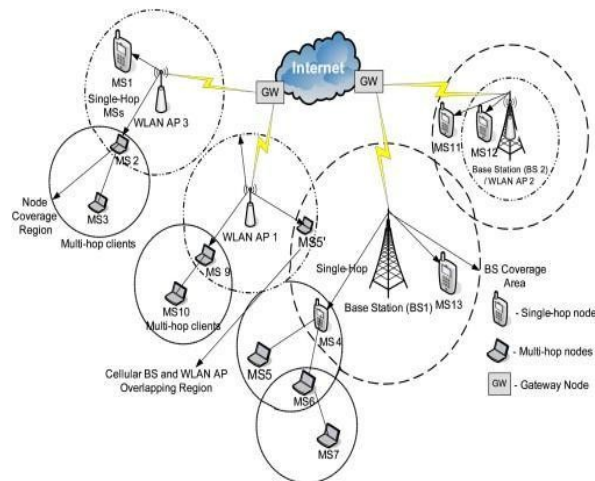 Internet
GW
GW
MS1
Single-Hop
MSs
WLAN AP 3
MS 2
MS3
Node
Coverage
Region
Multi-hop clients
MS11
MS12
Base Station (BS 2)
/ WLAN AP 2
WLAN AP 1
MS5'
MS 9
MS10
Multi-hop clients
Single-Hop
Base Station (BS1)
MS13
BS Coverage
Area
MS 4
MS5
MS6
MS7
Cellular BS and WLAN AP
Overlapping Region
- Single-hop node
- Multi-hop nodes
GW
- Gateway Node